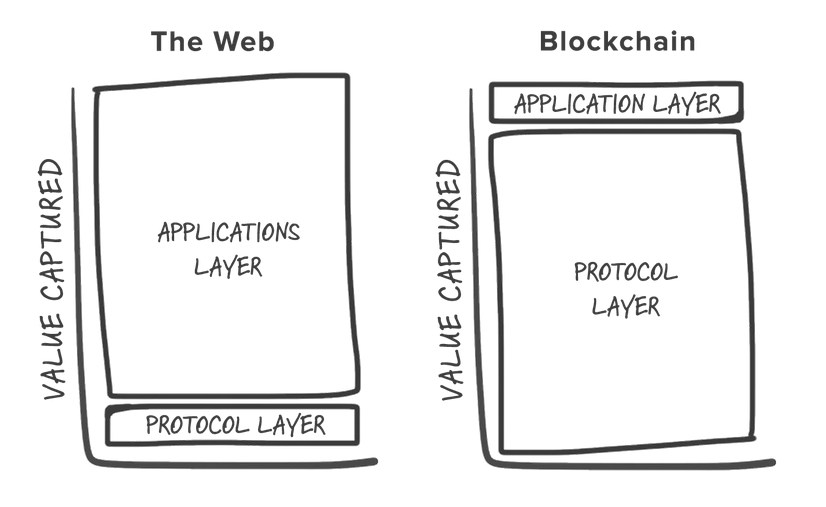 The Web
VALUE CAPTURED
APPLICATIONS
LAYER
PROTOCOL LAYER
Blockchain
VALUE CAPTURED
APPLICATION LAYER
PROTOCOL
LAYER